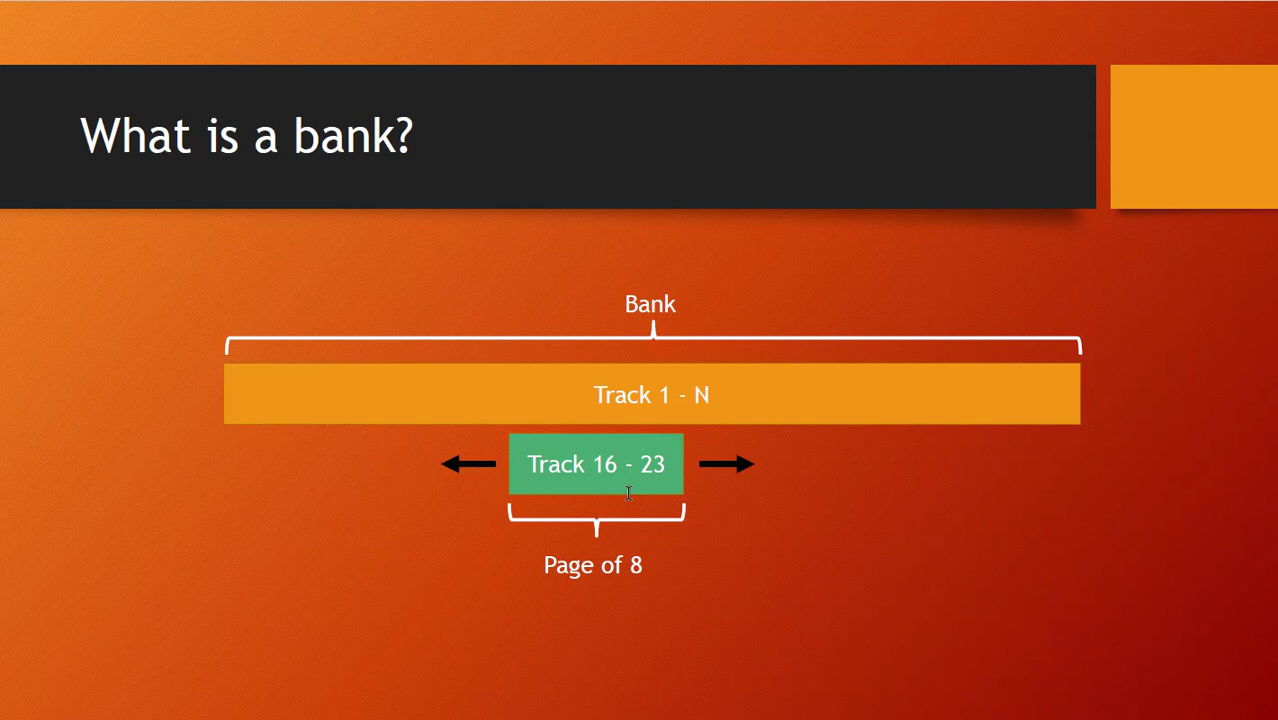 What is a bank?
Bank
Track 1 - N
Track 16 - 23
Page of 8